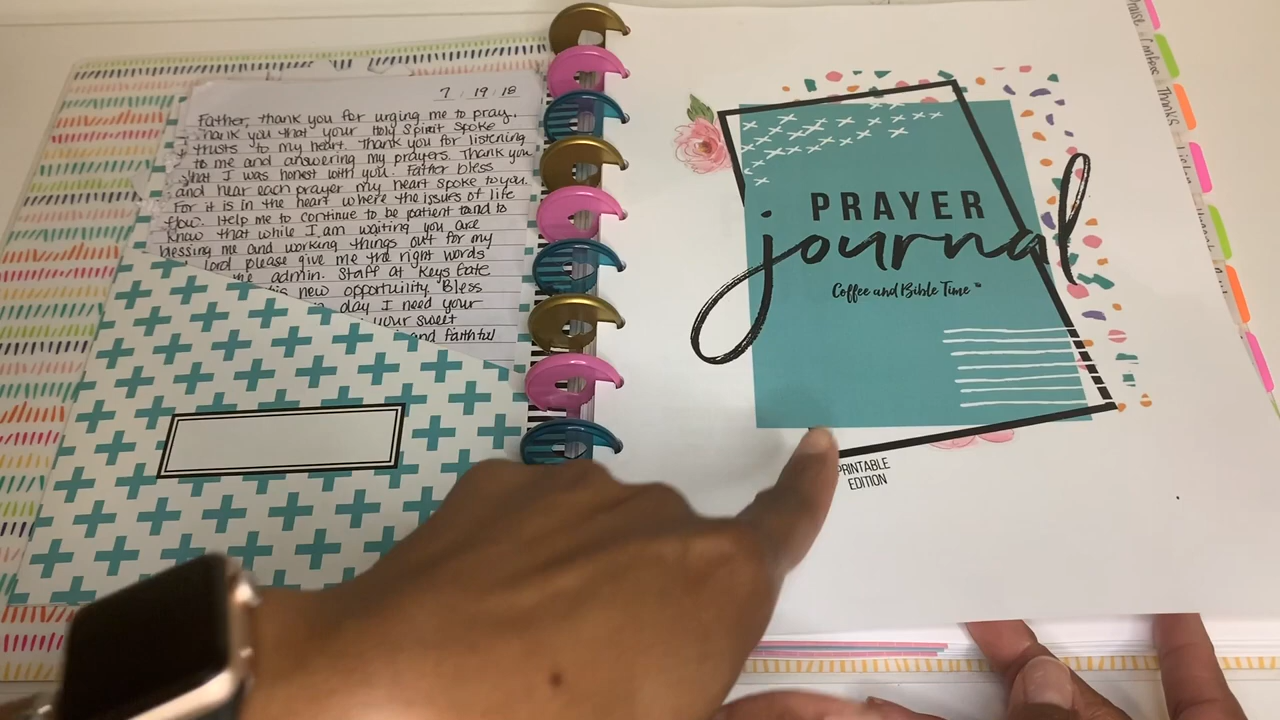 7 / 19 / 18
Father, thank you for urging me to pray.
Thank you that your Holy Spirit spoke
trusts to my heart. Thank you for listening
to me and answering my prayers. Thank you
that I was honest with you. Father bless
and hear each prayer my heart spoke to you.
For it is in the heart where the issues of life
flow. Help me to continue to be patient and to
know that while I am waiting you are
blessing me and working things out for my
lord please give me the right words
the admin. Staff at Keys Gate
new opportunity. Bless
day I need your
your sweet
and faithful
PRAYER
journal
Coffee and Bible Time
PRINTABLE
EDITION
Praise
Confess
Thanks